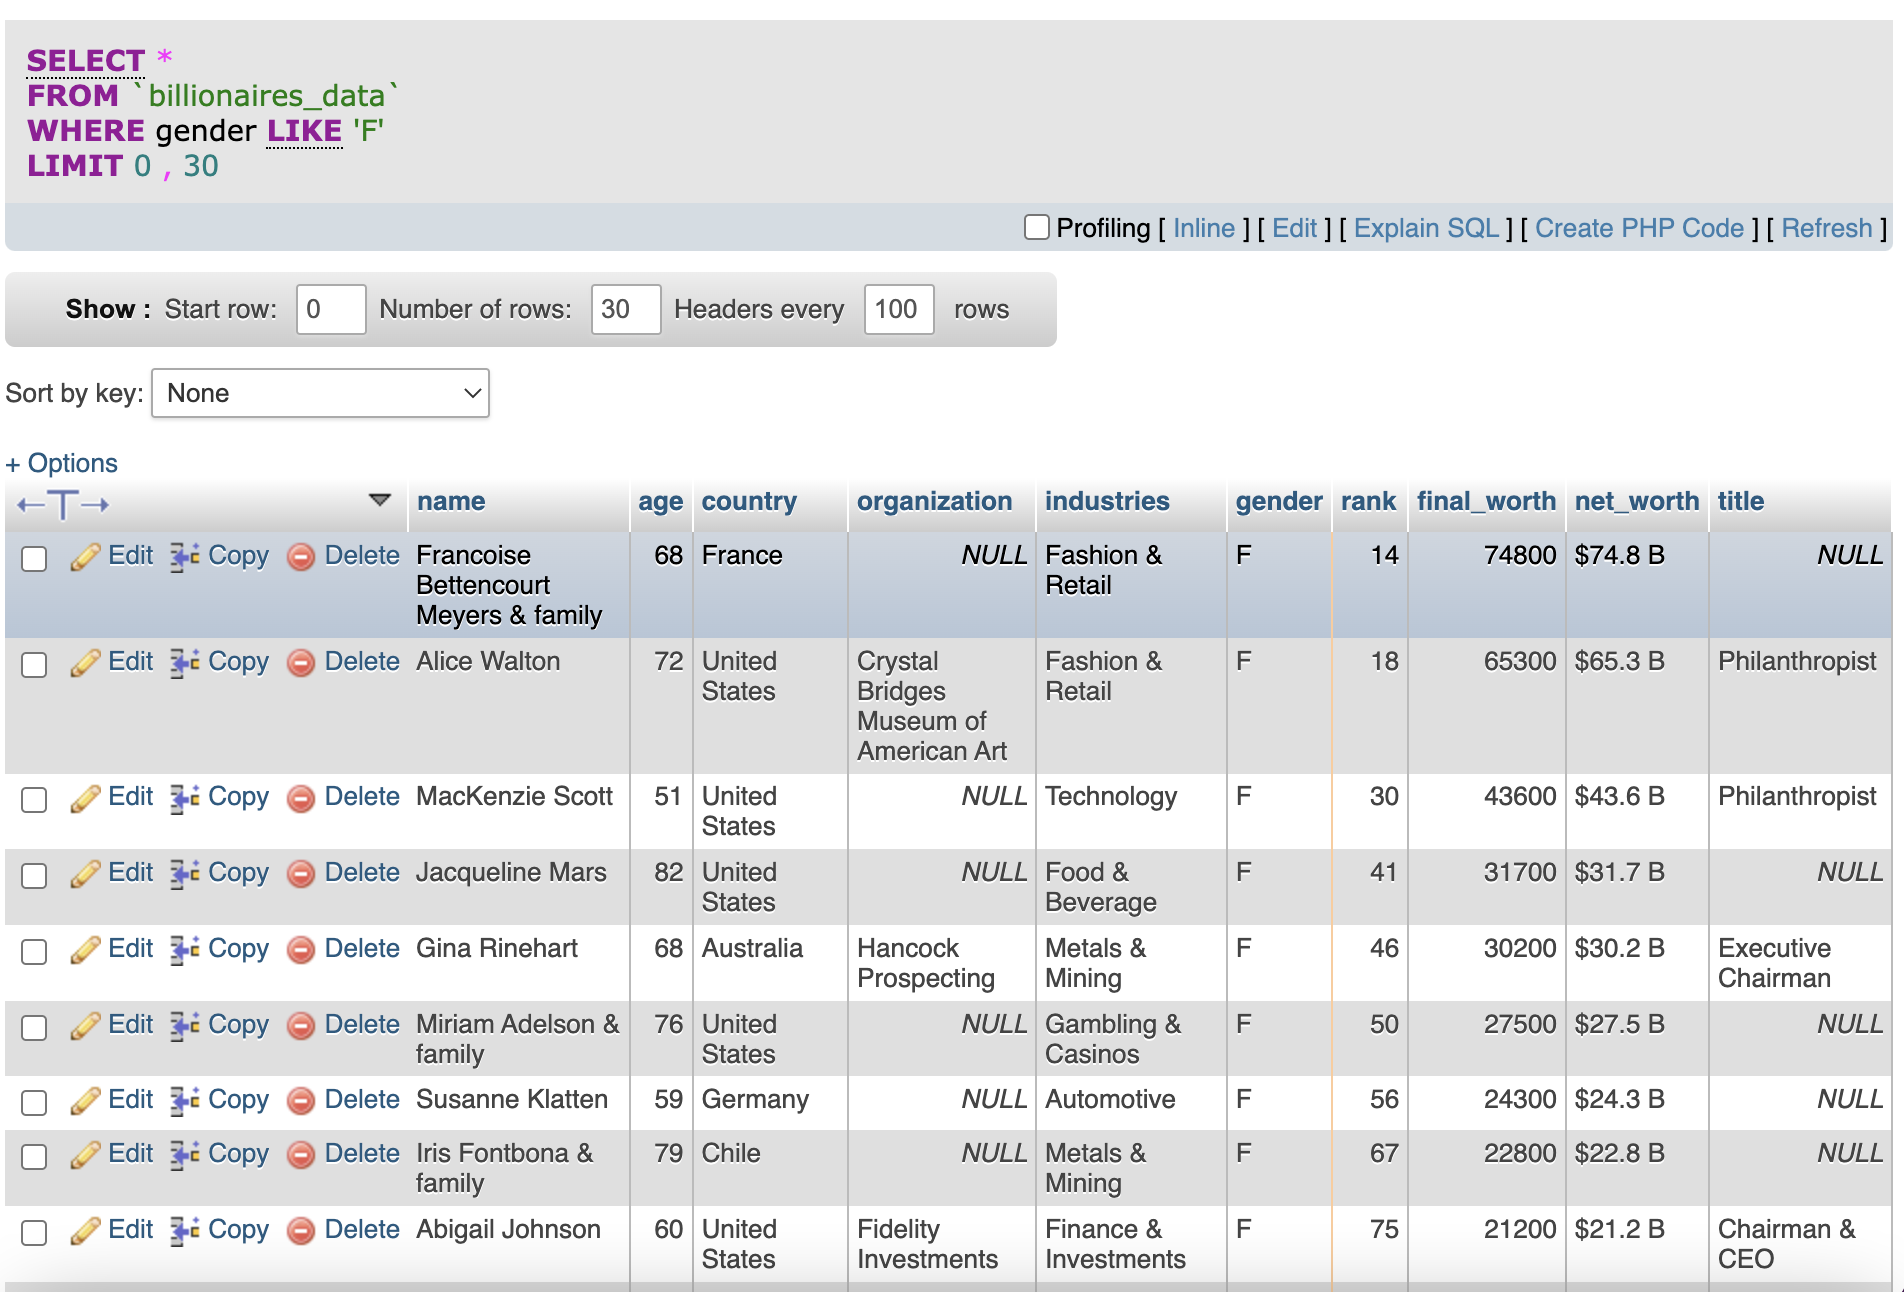 SELECT *
FROM `billionaires_data`
WHERE gender LIKE 'F'
LIMIT 0 , 30
Profiling [ Inline ] [ Edit ] [ Explain SQL ] [ Create PHP Code ] [ Refresh ]
Show : Start row: 0 Number of rows: 30 Headers every 100 rows
Sort by key: None
+ Options
←T→ name age country organization industries gender rank final_worth net_worth title
Edit Copy Delete Francoise 68 France NULL Fashion & F 14 74800 $74.8 B NULL
Bettencourt Retail
Meyers & family
Edit Copy Delete Alice Walton 72 United Crystal Fashion & F 18 65300 $65.3 B Philanthropist
States Bridges Retail
Museum of
American Art
Edit Copy Delete MacKenzie Scott 51 United NULL Technology F 30 43600 $43.6 B Philanthropist
States
Edit Copy Delete Jacqueline Mars 82 United NULL Food & F 41 31700 $31.7 B NULL
States Beverage
Edit Copy Delete Gina Rinehart 68 Australia Hancock Metals & F 46 30200 $30.2 B Executive
Prospecting Mining Chairman
Edit Copy Delete Miriam Adelson & 76 United NULL Gambling & F 50 27500 $27.5 B NULL
family States Casinos
Edit Copy Delete Susanne Klatten 59 Germany NULL Automotive F 56 24300 $24.3 B NULL
Edit Copy Delete Iris Fontbona & 79 Chile NULL Metals & F 67 22800 $22.8 B NULL
family Mining
Edit Copy Delete Abigail Johnson 60 United Fidelity Finance & F 75 21200 $21.2 B Chairman &
States Investments Investments CEO